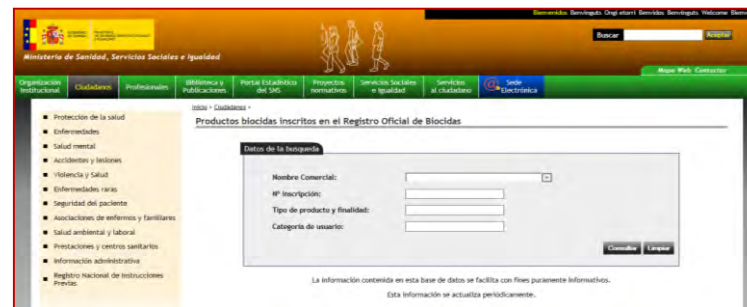 Bienvenidos Benvinguts Ongi etorri Benvidos Benvinguts Welcome Bienv
Buscar
Aceptar
Ministerio de Sanidad, Servicios Sociales e Igualdad
Mapa Web Contactar
Organización Institucional
Ciudadanos
Profesionales
Biblioteca y Publicaciones
Portal Estadístico del SNS
Proyectos normativos
Servicios Sociales e Igualdad
Servicios al ciudadano
@ Sede Electrónica
Inicio > Ciudadanos >
Productos biocidas inscritos en el Registro Oficial de Biocidas
Protección de la salud
Enfermedades
Salud mental
Accidentes y lesiones
Violencia y Salud
Enfermedades raras
Seguridad del paciente
Asociaciones de enfermos y familiares
Salud ambiental y laboral
Prestaciones y centros sanitarios
Información administrativa
Registro Nacional de Instrucciones
Previas
Datos de la busqueda
Nombre Comercial:
Nº Inscripción:
Tipo de producto y finalidad:
Categoría de usuario:
Consultar Limpiar
La información contenida en esta base de datos se facilita con fines puramente informativos.
Esta información se actualiza periódicamente.